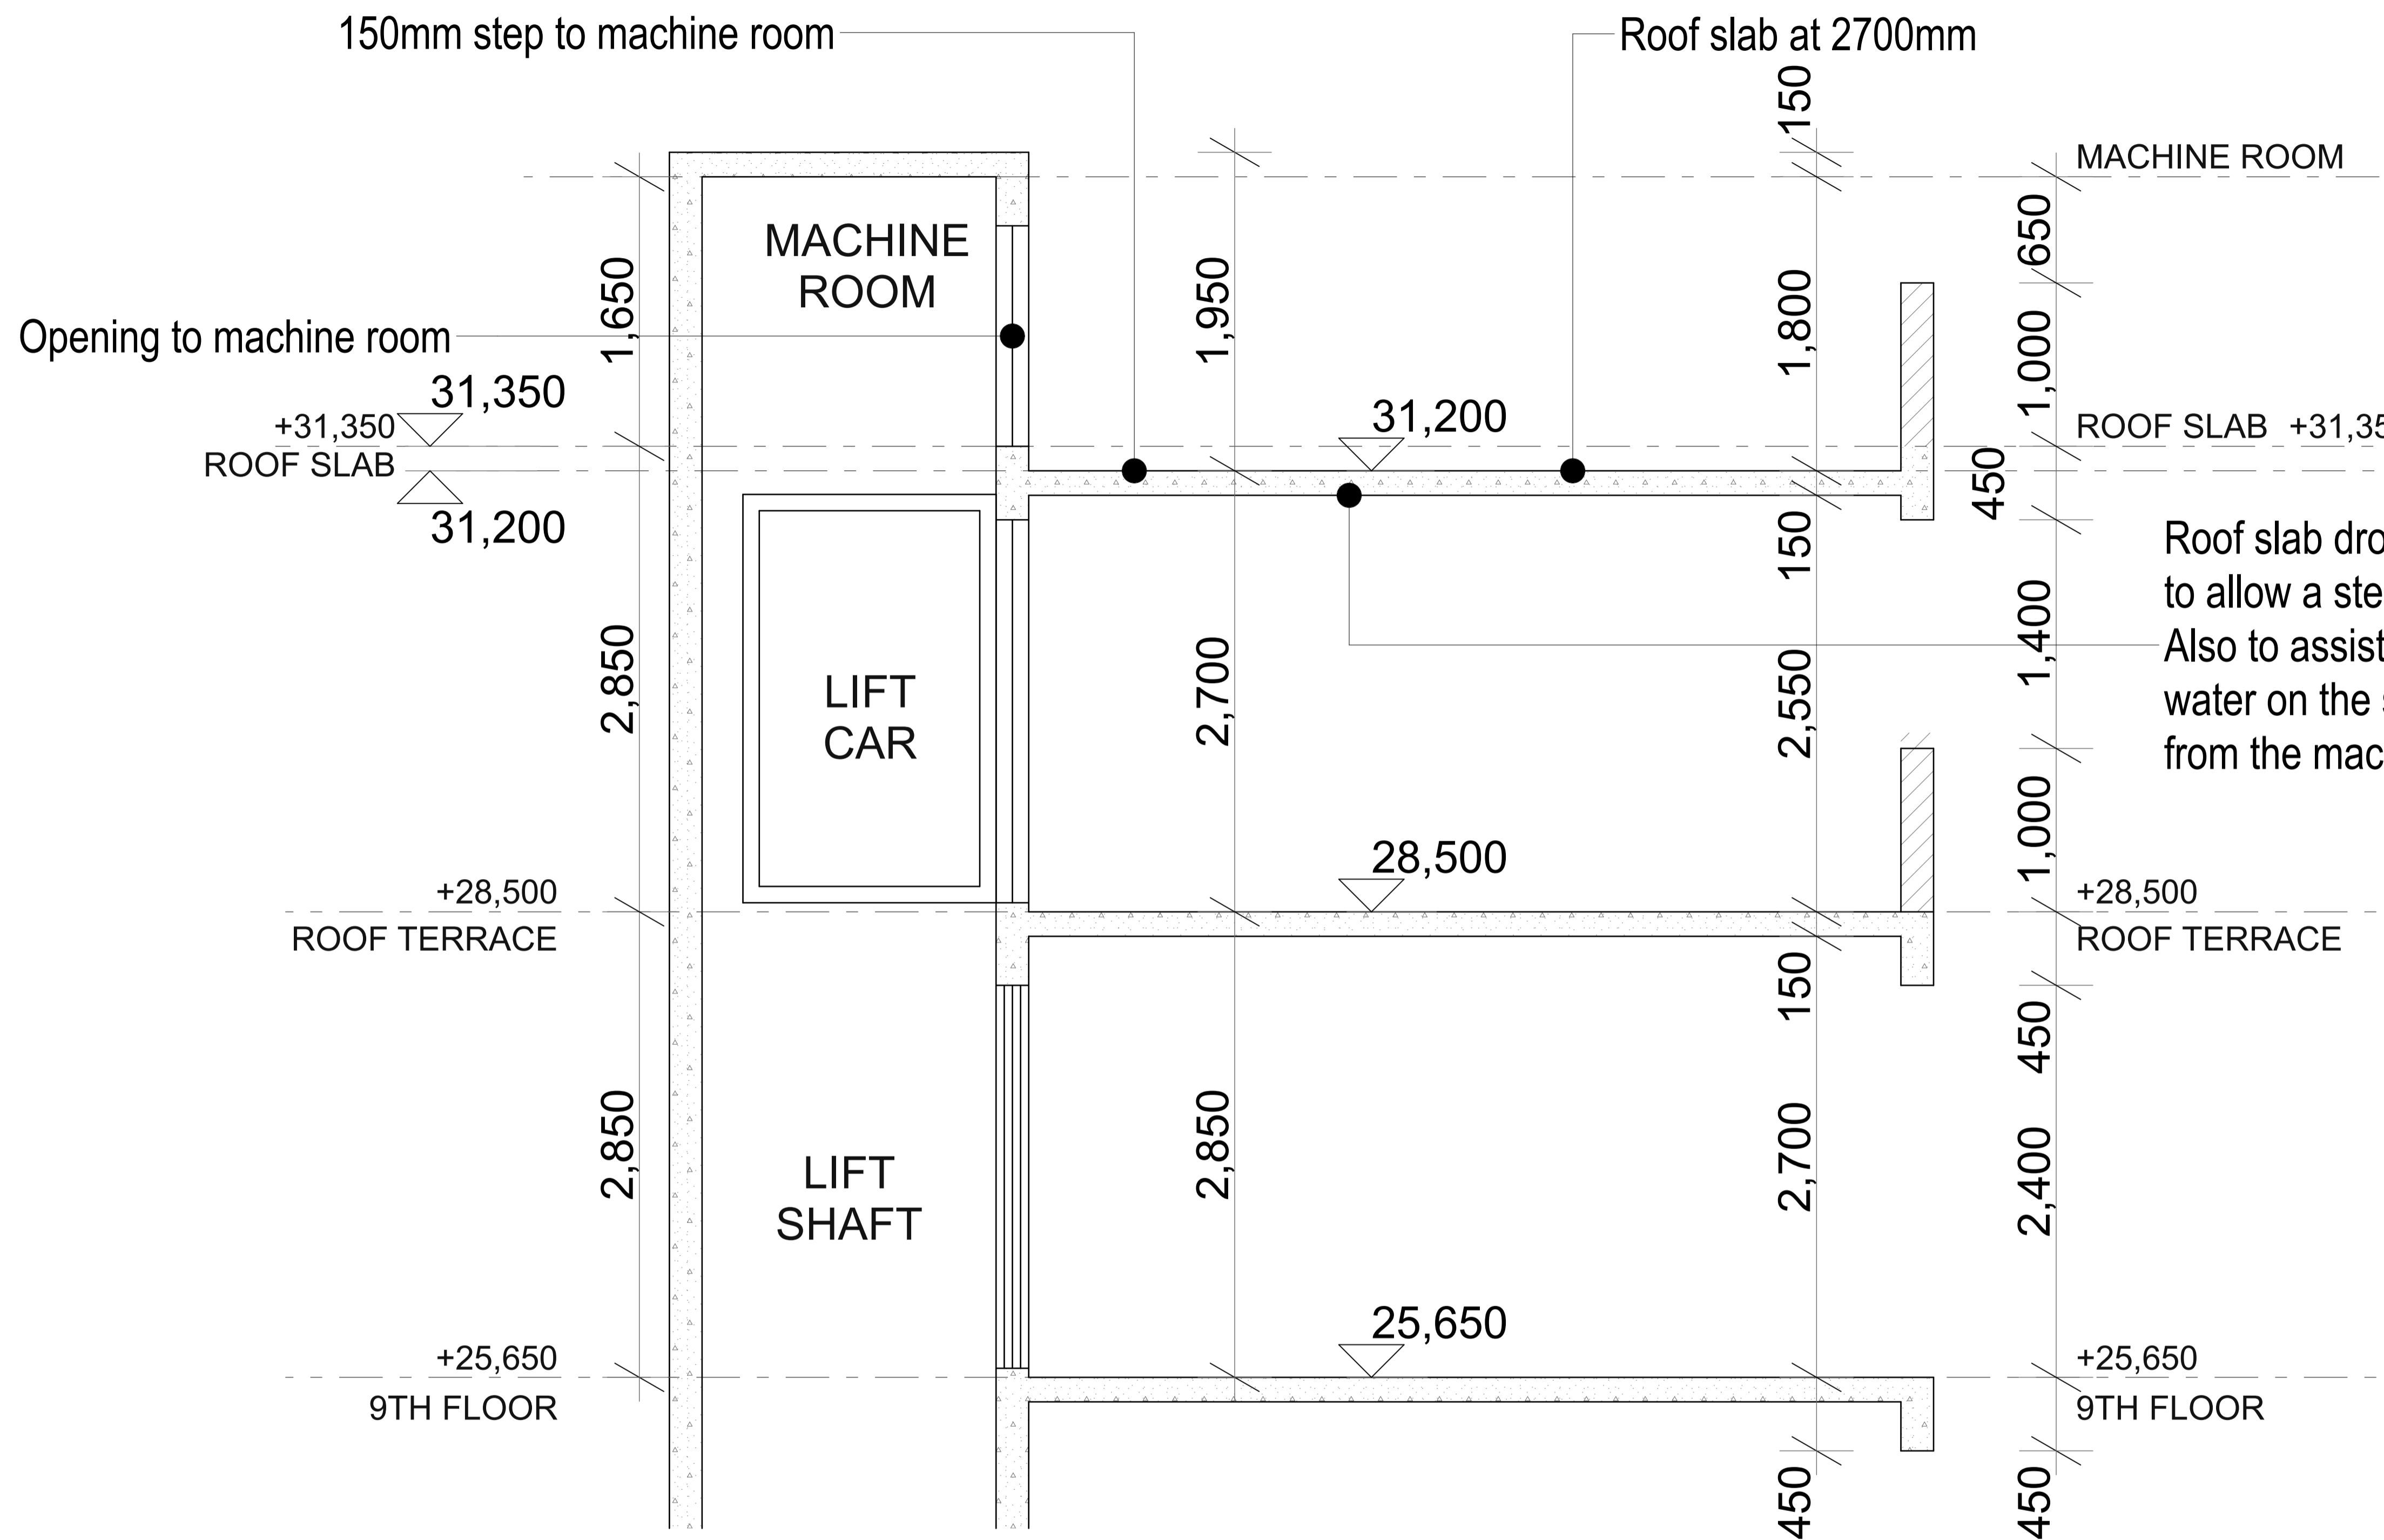 150mm step to machine room
Roof slab at 2700mm
150
MACHINE ROOM
MACHINE
ROOM
650
1,650
1,950
1,800
1,000
Opening to machine room
31,350
+31,350
ROOF SLAB
31,200
31,200
ROOF SLAB +31,35
450
150
Roof slab dro
to allow a ste
Also to assist
water on the s
from the mac
1,400
2,850
LIFT
CAR
2,700
2,550
1,000
28,500
+28,500
ROOF TERRACE
+28,500
ROOF TERRACE
150
450
2,850
LIFT
SHAFT
2,850
2,700
2,400
25,650
+25,650
9TH FLOOR
+25,650
9TH FLOOR
450
450